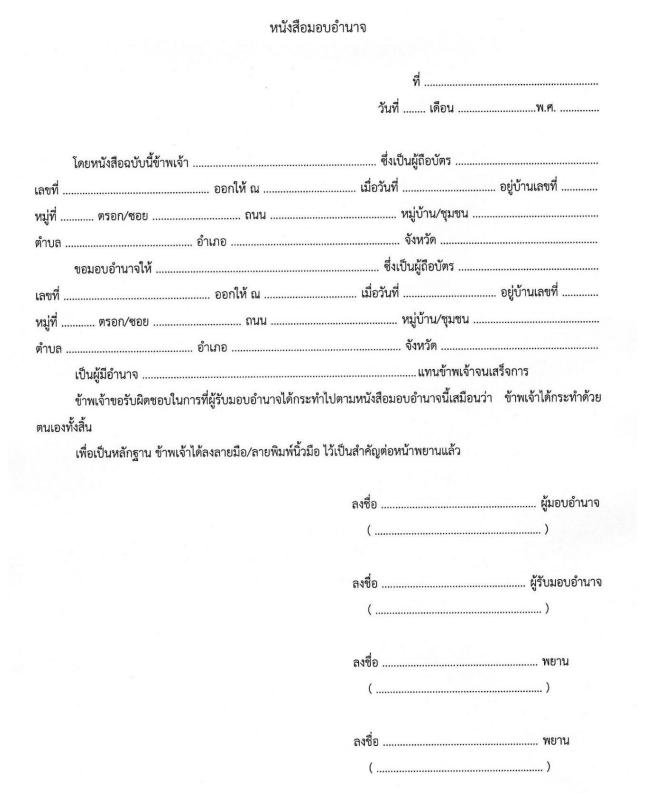 หนังสือมอบอำนาจ
ที่ ............................................................
วันที่ ........ เดือน ...........................พ.ศ. ..............
โดยหนังสือฉบับนี้ข้าพเจ้า ................................................................ ซึ่งเป็นผู้ถือบัตร ..................................................
เลขที่ .................................................... ออกให้ ณ ................................ เมื่อวันที่ ................................. อยู่บ้านเลขที่ .............
หมู่ที่ ............ ตรอก/ซอย ............................... ถนน ............................................ หมู่บ้าน/ชุมชน ............................................
ตำบล ............................................. อำเภอ ........................................................... จังหวัด .......................................................
ขอมอบอำนาจให้ .............................................................................. ซึ่งเป็นผู้ถือบัตร .................................................
เลขที่ .................................................... ออกให้ ณ ................................ เมื่อวันที่ ................................. อยู่บ้านเลขที่ .............
หมู่ที่ ............ ตรอก/ซอย ............................... ถนน ............................................ หมู่บ้าน/ชุมชน ............................................
ตำบล ............................................. อำเภอ ........................................................... จังหวัด .......................................................
เป็นผู้มีอำนาจ ................................................................................................แทนข้าพเจ้าจนเสร็จการ
ข้าพเจ้าขอรับผิดชอบในการที่ผู้รับมอบอำนาจได้กระทำไปตามหนังสือมอบอำนาจนี้เสมือนว่า ข้าพเจ้าได้กระทำด้วย
ตนเองทั้งสิ้น
เพื่อเป็นหลักฐาน ข้าพเจ้าได้ลงลายมือ/ลายพิมพ์นิ้วมือ ไว้เป็นสำคัญต่อหน้าพยานแล้ว
ลงชื่อ ...................................................... ผู้มอบอำนาจ
( .......................................................... )
ลงชื่อ .................................................. ผู้รับมอบอำนาจ
( .......................................................... )
ลงชื่อ ...................................................... พยาน
( .......................................................... )
ลงชื่อ ...................................................... พยาน
( .......................................................... )